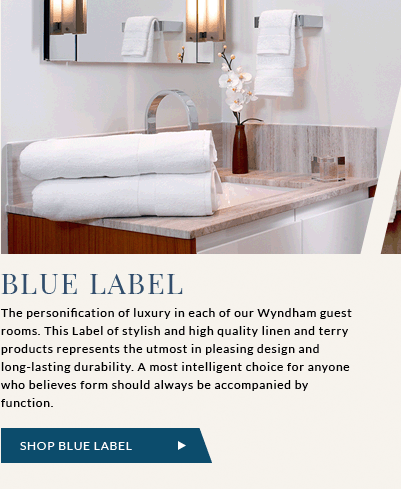 BLUE LABEL
The personification of luxury in each of our Wyndham guest
rooms. This Label of stylish and high quality linen and terry
products represents the utmost in pleasing design and
long-lasting durability. A most intelligent choice for anyone
who believes form should always be accompanied by
function.
SHOP BLUE LABEL